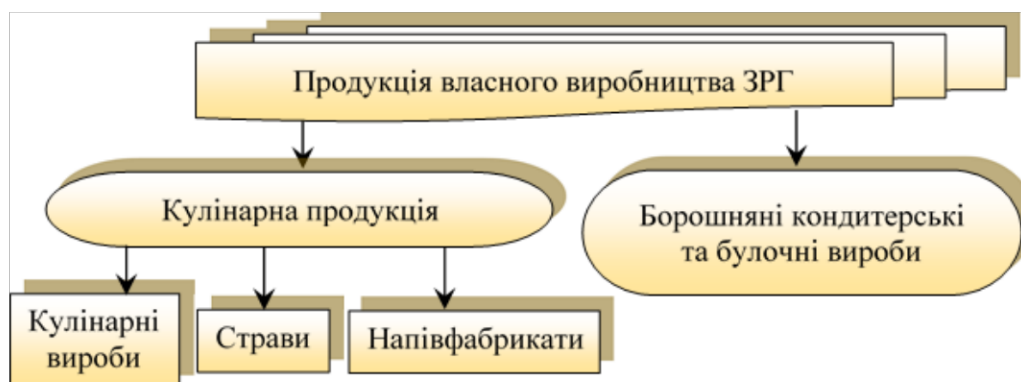 Продукція власного виробництва ЗРГ
Кулінарна продукція
Борошняні кондитерські
та булочні вироби
Кулінарні
вироби
Страви
Напівфабрикати